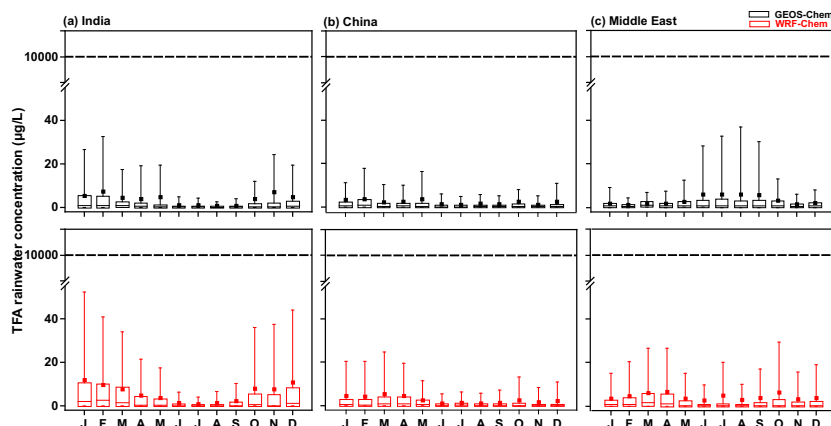 (a) India
(b) China
(c) Middle East
GEOS-Chem
WRF-Chem
TFA rainwater concentration (µg/L)
10000
40
20
0
10000
40
20
0
J F M A M J J A S O N D
J F M A M J J A S O N D
J F M A M J J A S O N D